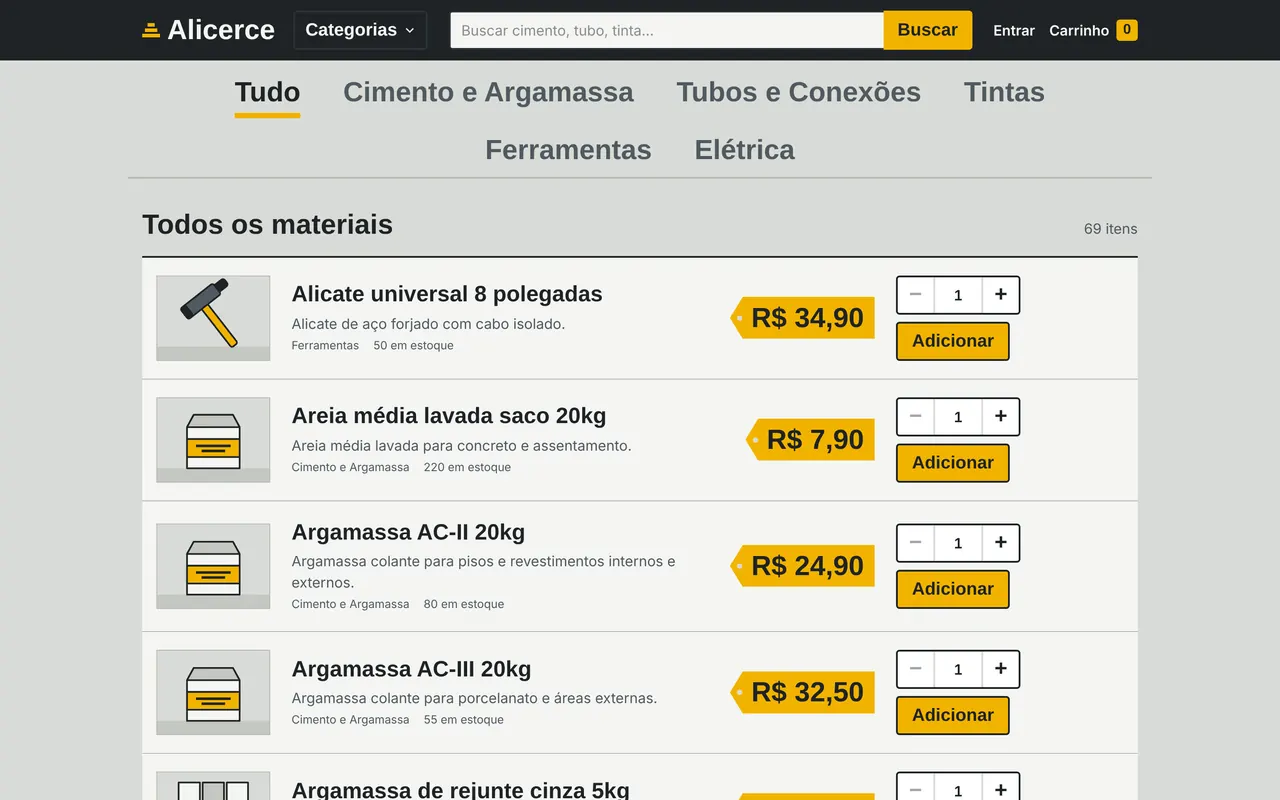 Alicerce
Categorias
Buscar cimento, tubo, tinta...
Buscar
Entrar
Carrinho 0
Tudo
Cimento e Argamassa
Tubos e Conexões
Tintas
Ferramentas
Elétrica
Todos os materiais
69 itens
Alicate universal 8 polegadas
Alicate de aço forjado com cabo isolado.
Ferramentas 50 em estoque
R$ 34,90
− 1 +
Adicionar
Areia média lavada saco 20kg
Areia média lavada para concreto e assentamento.
Cimento e Argamassa 220 em estoque
R$ 7,90
− 1 +
Adicionar
Argamassa AC-II 20kg
Argamassa colante para pisos e revestimentos internos e
externos.
Cimento e Argamassa 80 em estoque
R$ 24,90
− 1 +
Adicionar
Argamassa AC-III 20kg
Argamassa colante para porcelanato e áreas externas.
Cimento e Argamassa 55 em estoque
R$ 32,50
− 1 +
Adicionar
Argamassa de rejunte cinza 5kg
− 1 +